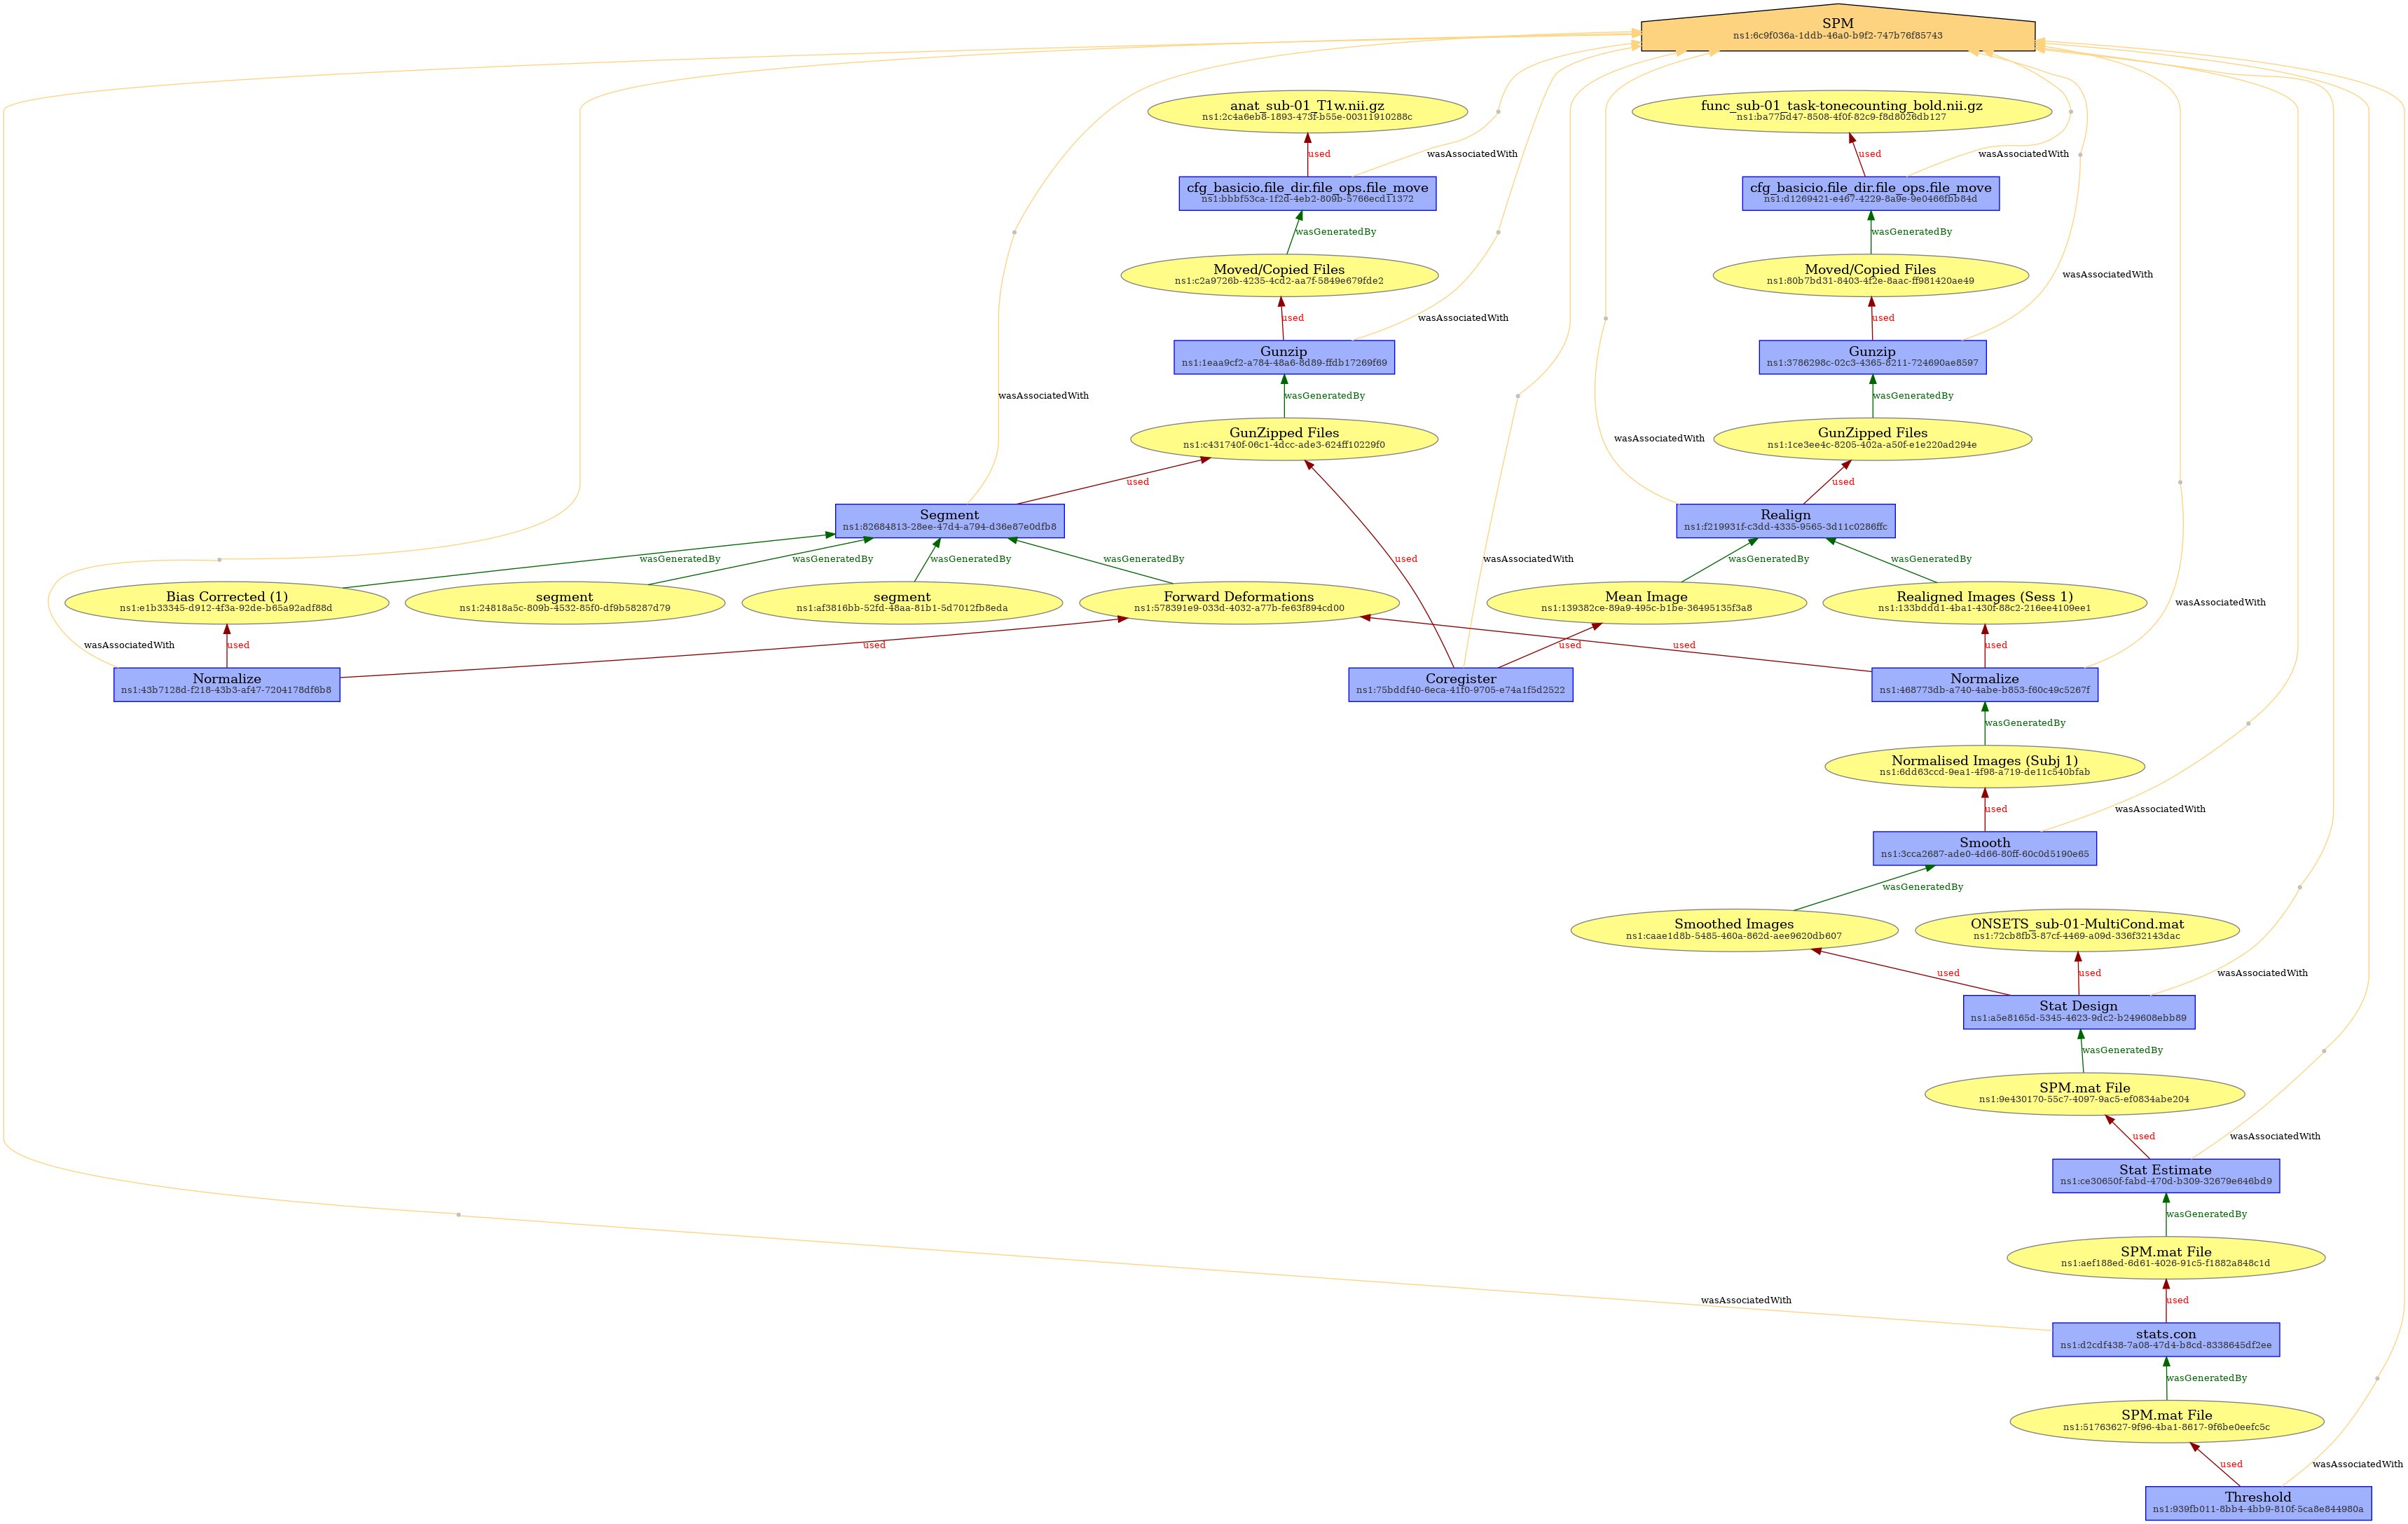 SPM
ns1:6c9f036a-1ddb-46a0-b9f2-747b76f85743
anat_sub-01_T1w.nii.gz
ns1:2c4a6eb8-1893-473f-b55e-00311910288c
func_sub-01_task-tonecounting_bold.nii.gz
ns1:ba77bd47-8508-4f0f-82c9-f8d8026db127
used
wasAssociatedWith
used
wasAssociatedWith
cfg_basicio.file_dir.file_ops.file_move
ns1:bbbf53ca-1f2d-4eb2-809b-5766ecd11372
cfg_basicio.file_dir.file_ops.file_move
ns1:d1269421-e467-4229-8a9e-9e0466fbb84d
wasGeneratedBy
wasGeneratedBy
Moved/Copied Files
ns1:c2a9726b-4235-4cd2-aa7f-5849e679fde2
Moved/Copied Files
ns1:80b7bd31-8403-4f2e-8aac-ff981420ae49
wasAssociatedWith
used
wasAssociatedWith
used
Gunzip
ns1:1eaa9cf2-a784-48a6-8d89-ffdb17269f69
Gunzip
ns1:3786298c-02c3-4365-8211-724690ae8597
wasAssociatedWith
wasGeneratedBy
wasGeneratedBy
GunZipped Files
ns1:c431740f-06c1-4dcc-ade3-624ff10229f0
wasAssociatedWith
GunZipped Files
ns1:1ce3ee4c-8205-402a-a50f-e1e220ad294e
used
used
Segment
ns1:82684813-28ee-47d4-a794-d36e87e0dfb8
Realign
ns1:f219931f-c3dd-4335-9565-3d11c0286ffc
wasGeneratedBy
wasGeneratedBy
wasGeneratedBy
wasGeneratedBy
used
wasAssociatedWith
wasGeneratedBy
wasGeneratedBy
Bias Corrected (1)
ns1:e1b33345-d912-4f3a-92de-b65a92adf88d
segment
ns1:24818a5c-809b-4532-85f0-df9b58287d79
segment
ns1:af3816bb-52fd-48aa-81b1-5d7012fb8eda
Forward Deformations
ns1:578391e9-033d-4032-a77b-fe63f894cd00
Mean Image
ns1:139382ce-89a9-495c-b1be-36495135f3a8
Realigned Images (Sess 1)
ns1:133bddd1-4ba1-430f-88c2-216ee4109ee1
wasAssociatedWith
wasAssociatedWith
used
used
used
used
used
Normalize
ns1:43b7128d-f218-43b3-af47-7204178df6b8
Coregister
ns1:75bddf40-6eca-41f0-9705-e74a1f5d2522
Normalize
ns1:468773db-a740-4abe-b853-f60c49c5267f
wasGeneratedBy
Normalised Images (Subj 1)
ns1:6dd63ccd-9ea1-4f98-a719-de11c540bfab
used
wasAssociatedWith
Smooth
ns1:3cca2687-ade0-4d66-80ff-60c0d5190e65
wasGeneratedBy
Smoothed Images
ns1:caae1d8b-5485-460a-862d-aee9620db607
ONSETS_sub-01-MultiCond.mat
ns1:72cb8fb3-87cf-4469-a09d-336f32143dac
used
used
wasAssociatedWith
Stat Design
ns1:a5e8165d-5345-4623-9dc2-b249608ebb89
wasGeneratedBy
SPM.mat File
ns1:9e430170-55c7-4097-9ac5-ef0834abe204
used
wasAssociatedWith
Stat Estimate
ns1:ce30650f-fabd-470d-b309-32679e646bd9
wasGeneratedBy
SPM.mat File
ns1:aef188ed-6d61-4026-91c5-f1882a848c1d
wasAssociatedWith
used
stats.con
ns1:d2cdf438-7a08-47d4-b8cd-8338645df2ee
wasGeneratedBy
SPM.mat File
ns1:51763627-9f96-4ba1-8617-9f6be0eefc5c
used
wasAssociatedWith
Threshold
ns1:939fb011-8bb4-4bb9-810f-5ca8e844980a